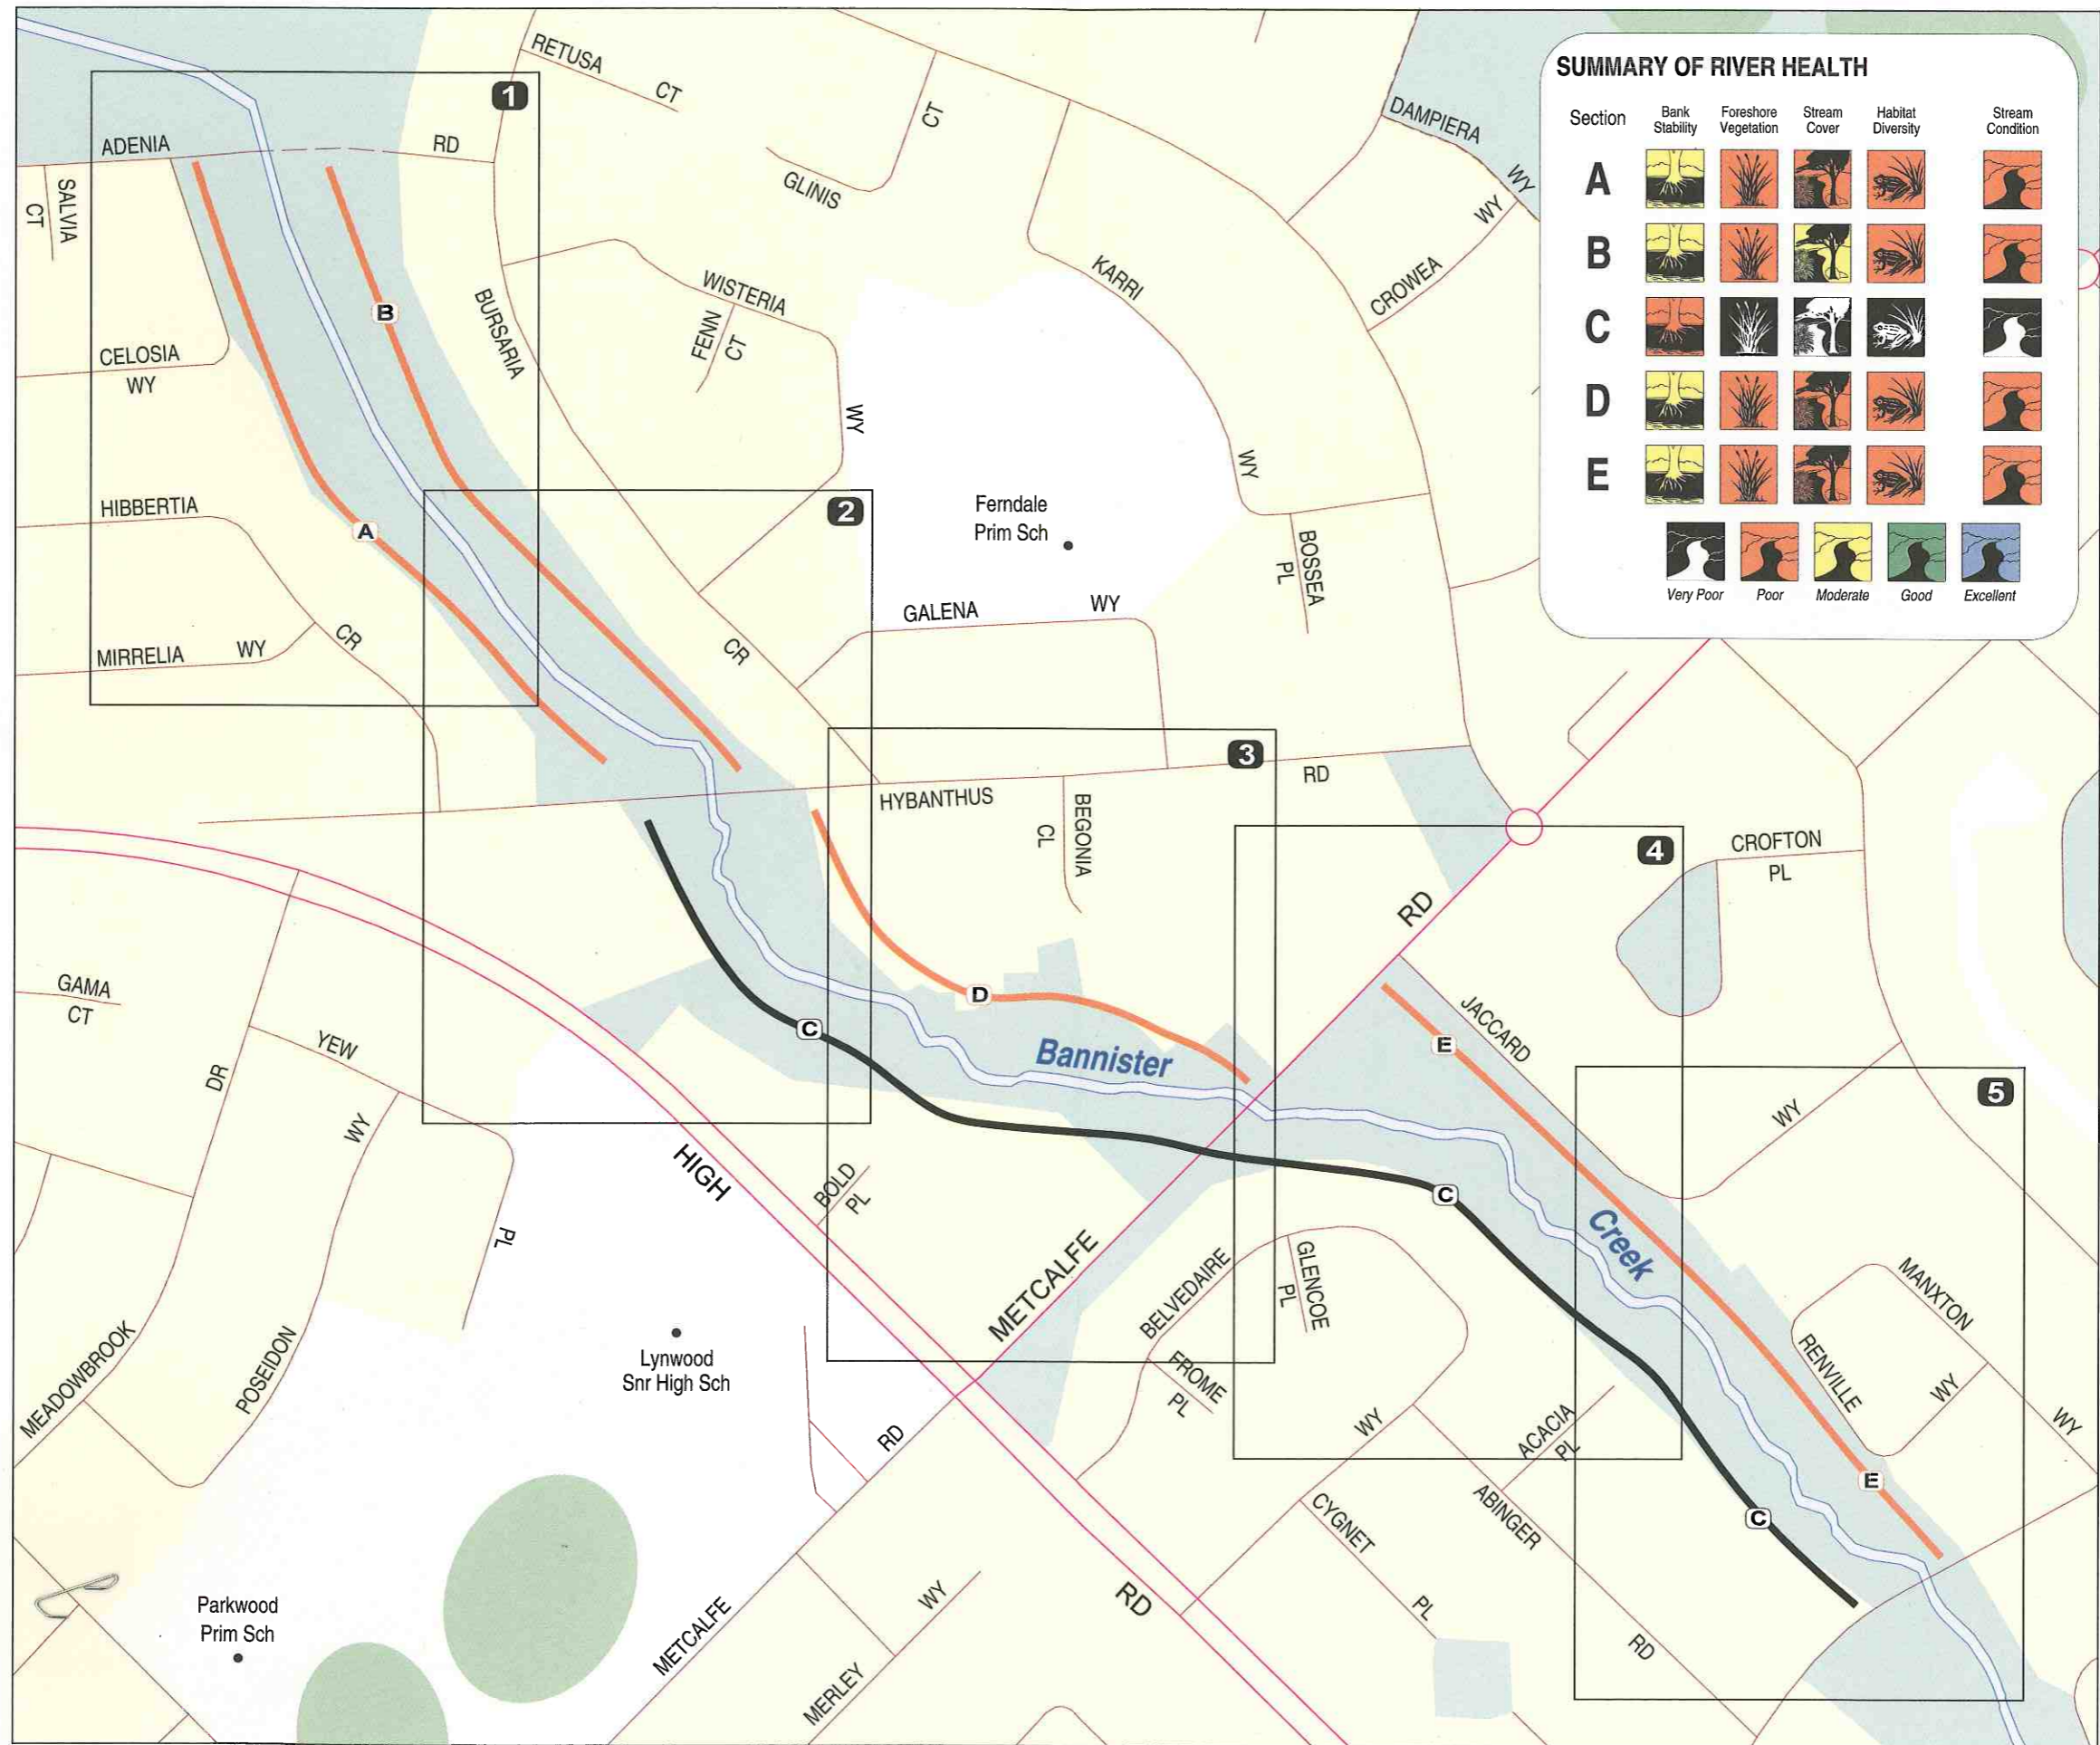 SUMMARY OF RIVER HEALTH
Section
Bank Stability
Foreshore Vegetation
Stream Cover
Habitat Diversity
Stream Condition
A
B
C
D
E
Very Poor
Poor
Moderate
Good
Excellent
1
RETUSA
CT
ADENIA
RD
SALVIA
CT
CT
GLINIS
DAMPIERA
WY
WY
CROWEA
KARRI
WY
B
BURSARIA
WISTERIA
FENN
CT
WY
CELOSIA
WY
HIBBERTIA
A
2
Ferndale
Prim Sch
BOSSEA
PL
GALENA
WY
CR
MIRRELIA
WY
CR
3
RD
HYBANTHUS
BEGONIA
CL
4
CROFTON
PL
RD
GAMA
CT
D
C
JACCARD
E
YEW
DR
WY
Bannister
5
WY
HIGH
BOLD
PL
C
Creek
PL
METCALFE
BELVEDAIRE
GLENCOE
PL
MANXTON
RENVILLE
WY
WY
MEADOWBROOK
POSEIDON
Lynwood
Snr High Sch
FROME
PL
RD
WY
ACACIA
PL
E
C
CYGNET
PL
ABINGER
RD
Parkwood
Prim Sch
METCALFE
WY
MERLEY
RD